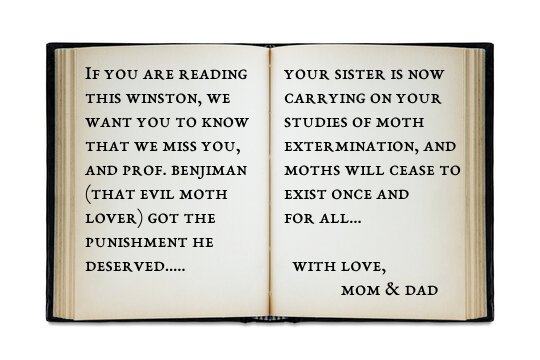 If you are reading
this Winston, we
want you to know
that we miss you,
and Prof. Benjiman
(that evil moth
lover) got the
punishment he
deserved.....
your sister is now
carrying on your
studies of moth
extermination, and
moths will cease to
exist once and
for all...
with love,
mom & dad